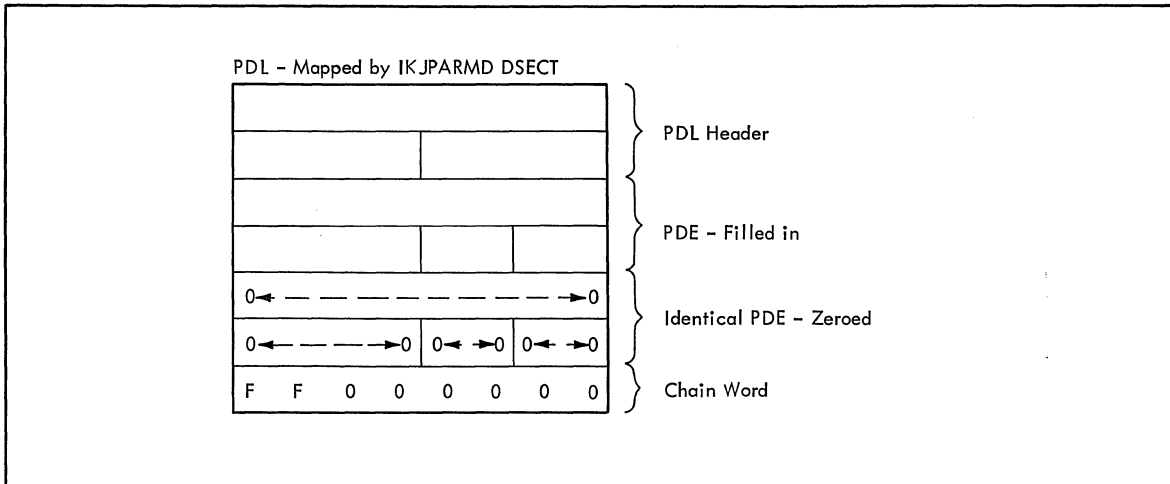 PDL - Mapped by IKJPARMD DSECT
PDL Header
PDE - Filled in
0 0
Identical PDE - Zeroed
0 0 0 0 0 0
F F 0 0 0 0 0 0
Chain Word